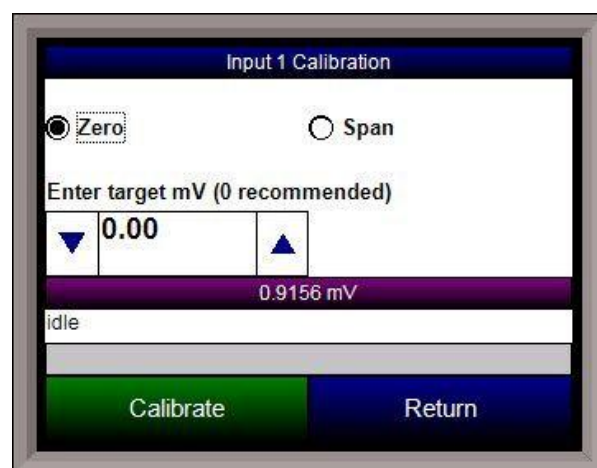 Input 1 Calibration
Zero
Span
Enter target mV (0 recommended)
0.00
0.9156 mV
idle
Calibrate
Return